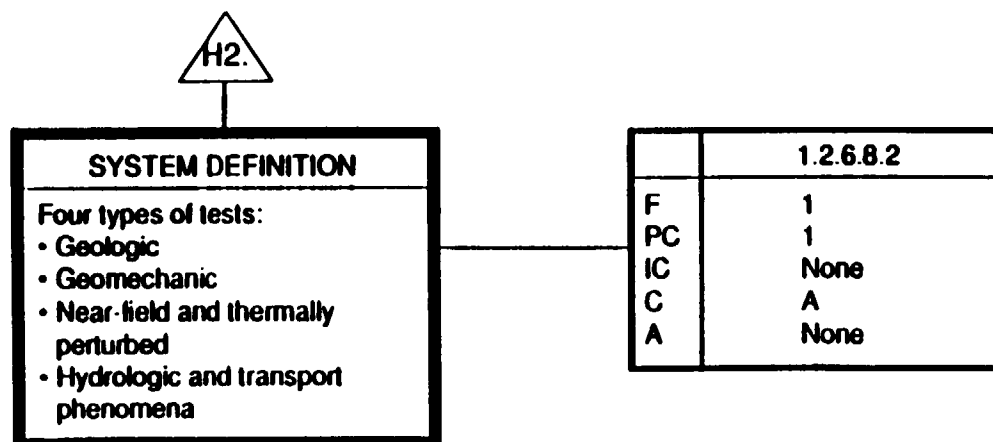 H2.
SYSTEM DEFINITION
Four types of tests:
• Geologic
• Geomechanic
• Near-field and thermally
perturbed
• Hydrologic and transport
phenomena
1.2.6.8.2
F 1
PC 1
IC None
C A
A None